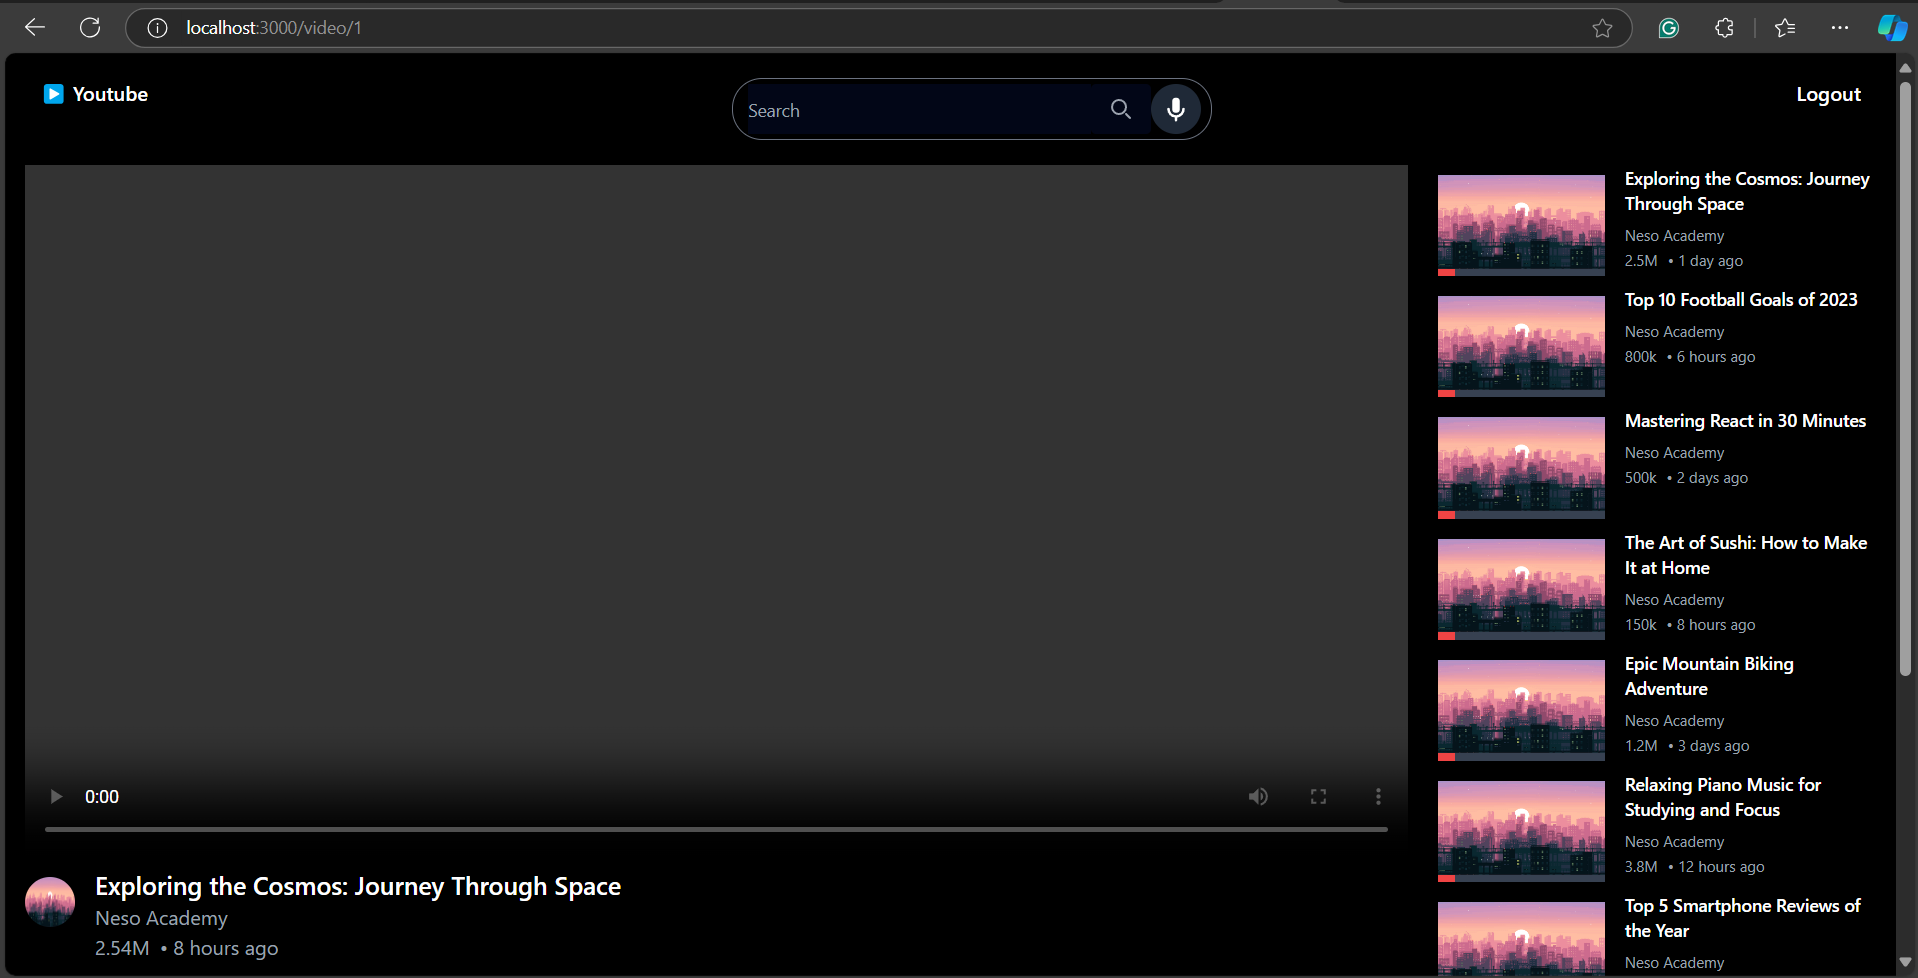 localhost:3000/video/1
Youtube
Search
Logout
0:00
Exploring the Cosmos: Journey Through Space
Neso Academy
2.54M • 8 hours ago
Exploring the Cosmos: Journey
Through Space
Neso Academy
2.5M • 1 day ago
Top 10 Football Goals of 2023
Neso Academy
800k • 6 hours ago
Mastering React in 30 Minutes
Neso Academy
500k • 2 days ago
The Art of Sushi: How to Make
It at Home
Neso Academy
150k • 8 hours ago
Epic Mountain Biking
Adventure
Neso Academy
1.2M • 3 days ago
Relaxing Piano Music for
Studying and Focus
Neso Academy
3.8M • 12 hours ago
Top 5 Smartphone Reviews of
the Year
Neso Academy